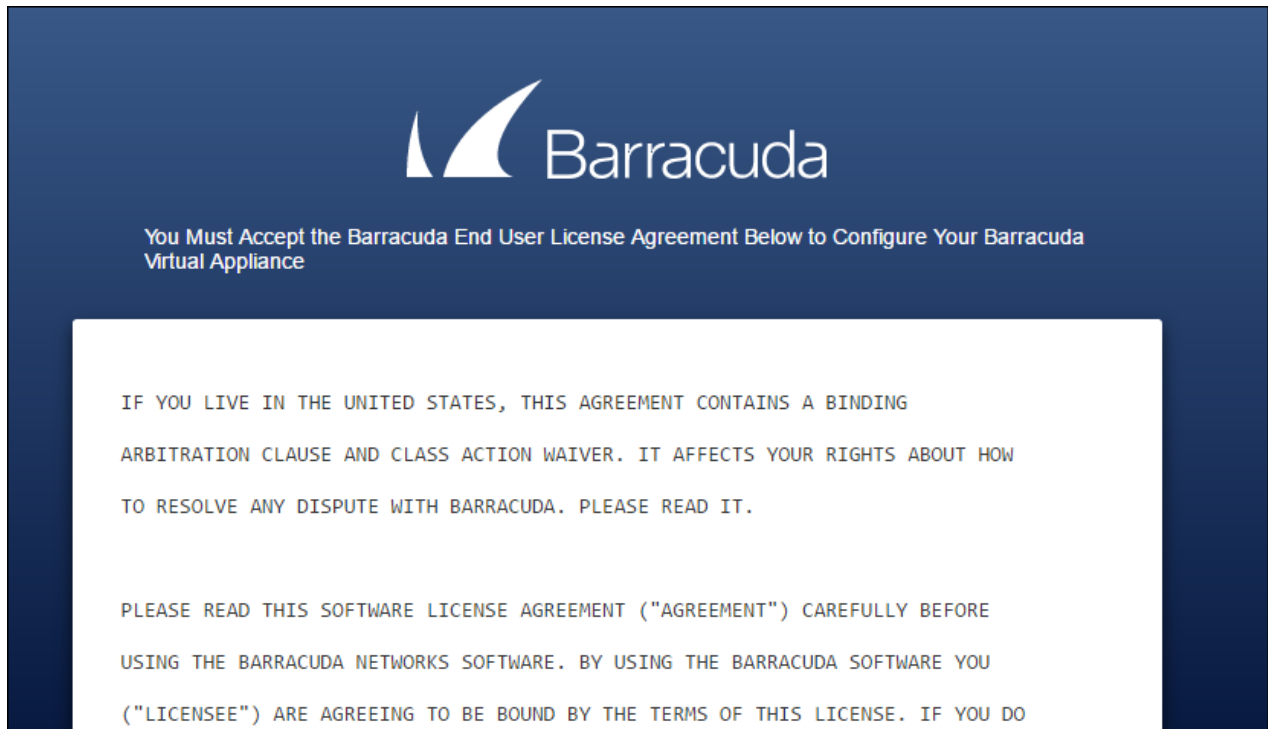 Barracuda
You Must Accept the Barracuda End User License Agreement Below to Configure Your Barracuda
Virtual Appliance
IF YOU LIVE IN THE UNITED STATES, THIS AGREEMENT CONTAINS A BINDING
ARBITRATION CLAUSE AND CLASS ACTION WAIVER. IT AFFECTS YOUR RIGHTS ABOUT HOW
TO RESOLVE ANY DISPUTE WITH BARRACUDA. PLEASE READ IT.
PLEASE READ THIS SOFTWARE LICENSE AGREEMENT ("AGREEMENT") CAREFULLY BEFORE
USING THE BARRACUDA NETWORKS SOFTWARE. BY USING THE BARRACUDA SOFTWARE YOU
("LICENSEE") ARE AGREEING TO BE BOUND BY THE TERMS OF THIS LICENSE. IF YOU DO